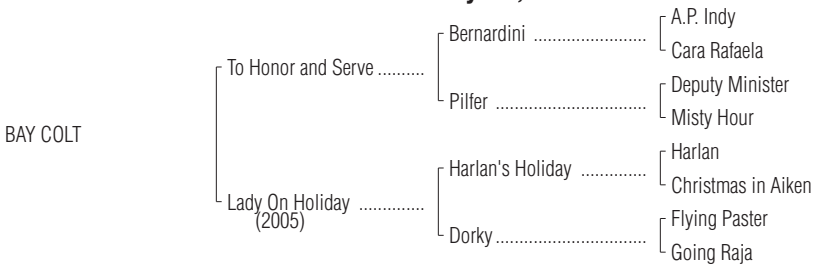 A.P. Indy
Bernardini ........................
Cara Rafaela
To Honor and Serve ..........
Deputy Minister
Pilfer ................................
Misty Hour
BAY COLT
Harlan
Harlan's Holiday ..............
Christmas in Aiken
Lady On Holiday ..............
(2005)
Flying Paster
Dorky ................................
Going Raja